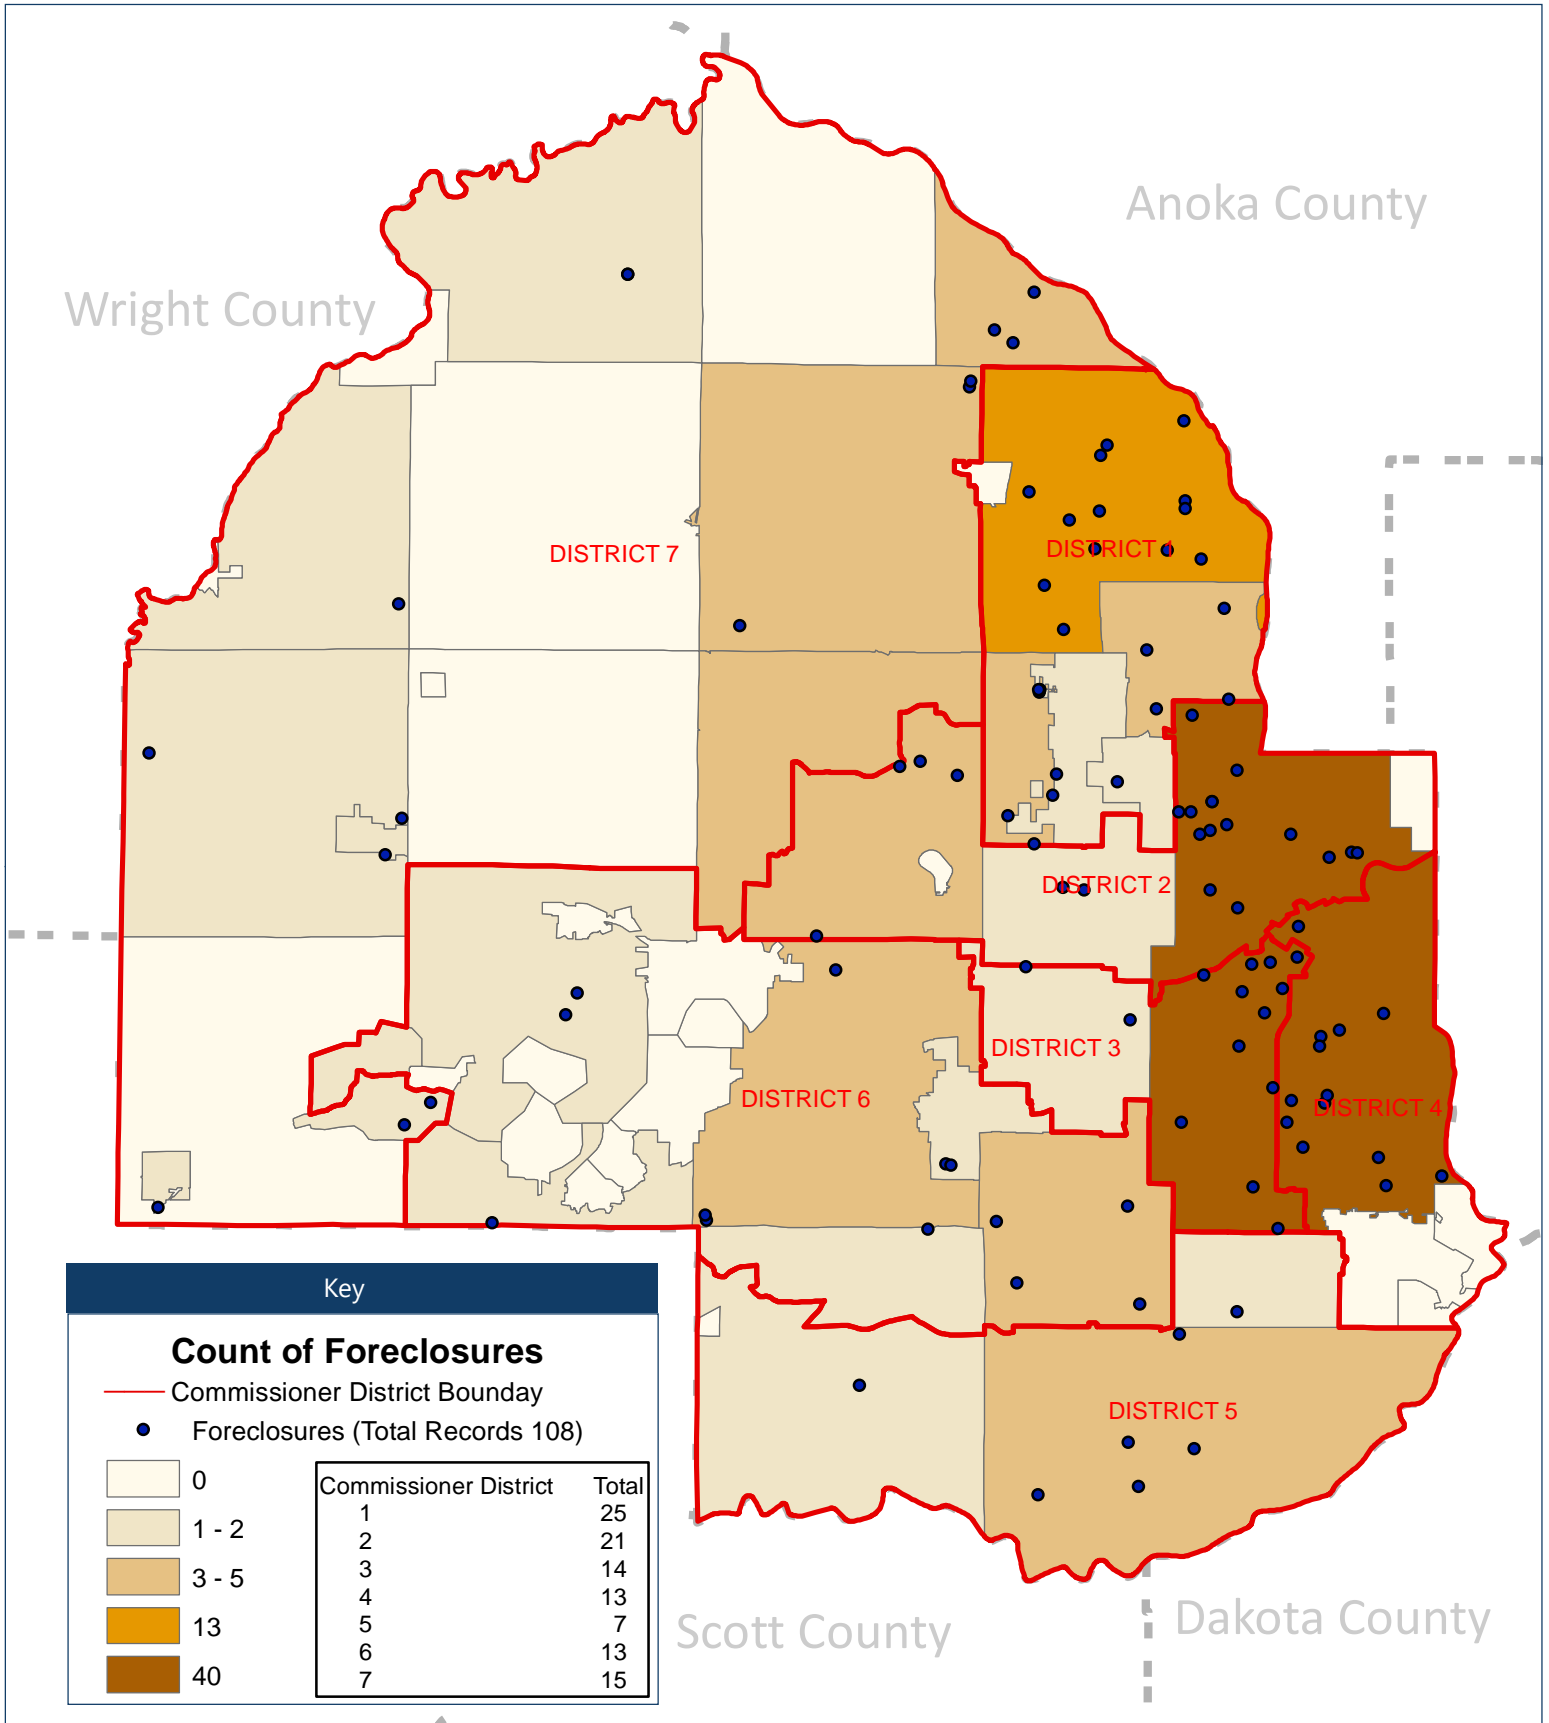 Anoka County
Wright County
DISTRICT 7
DISTRICT 1
DISTRICT 2
DISTRICT 3
DISTRICT 6
DISTRICT 4
DISTRICT 5
Key
Count of Foreclosures
Commissioner District Bounday
Foreclosures (Total Records 108)
0
1 - 2
3 - 5
13
40
Commissioner District Total
1 25
2 21
3 14
4 13
5 7
6 13
7 15
Scott County
Dakota County